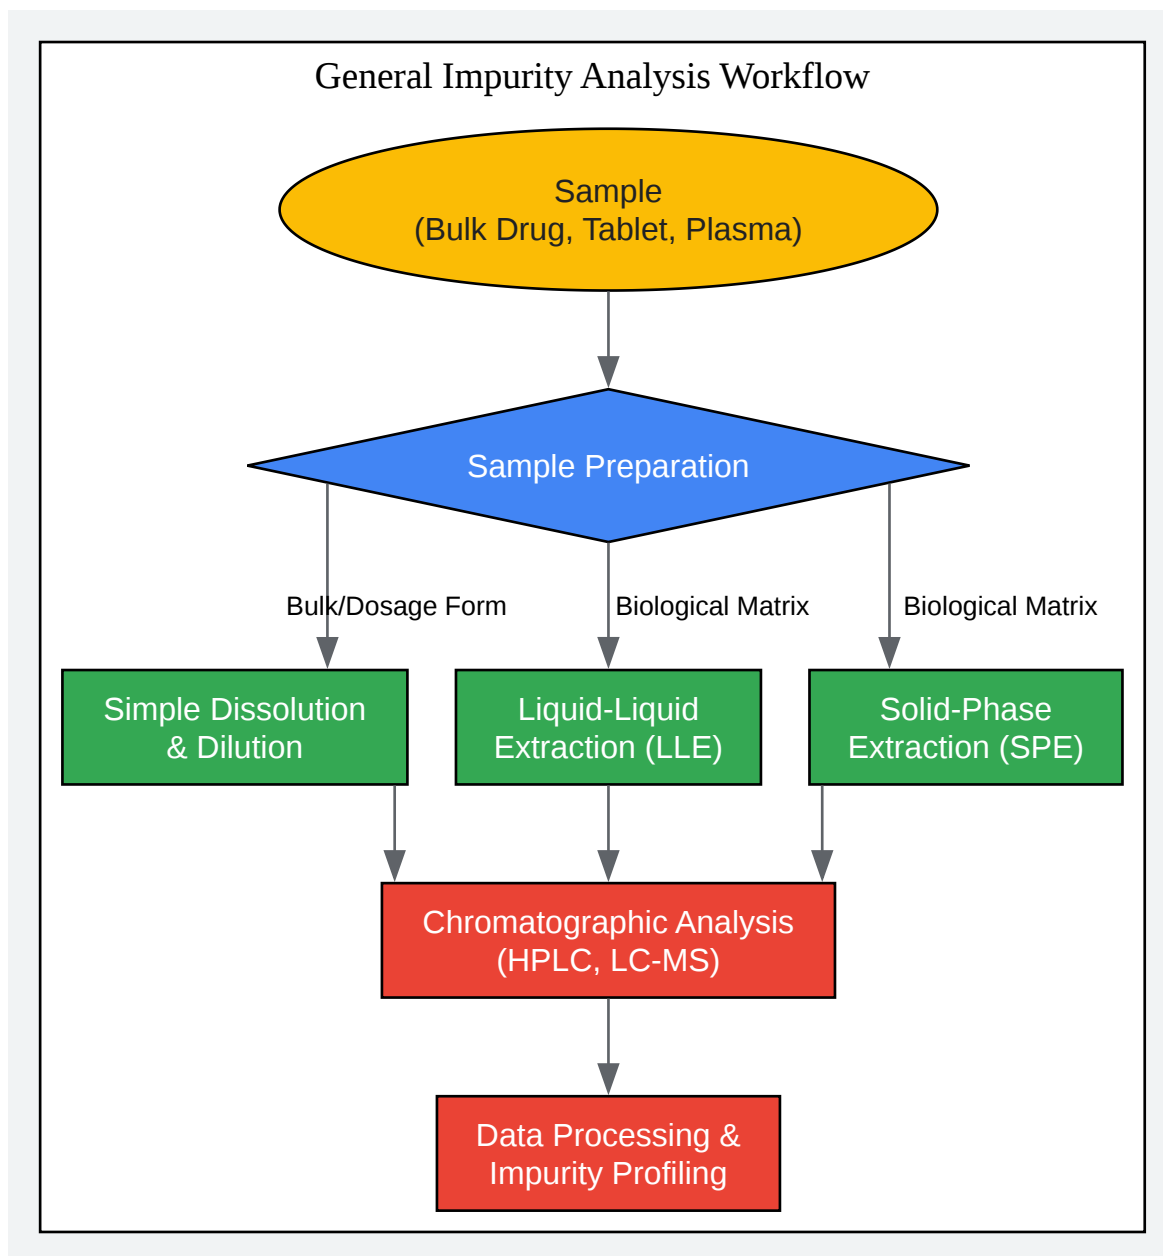 General Impurity Analysis Workflow
Sample
(Bulk Drug, Tablet, Plasma)
Sample Preparation
Bulk/Dosage Form
Biological Matrix
Biological Matrix
Simple Dissolution
& Dilution
Liquid-Liquid
Extraction (LLE)
Solid-Phase
Extraction (SPE)
Chromatographic Analysis
(HPLC, LC-MS)
Data Processing &
Impurity Profiling